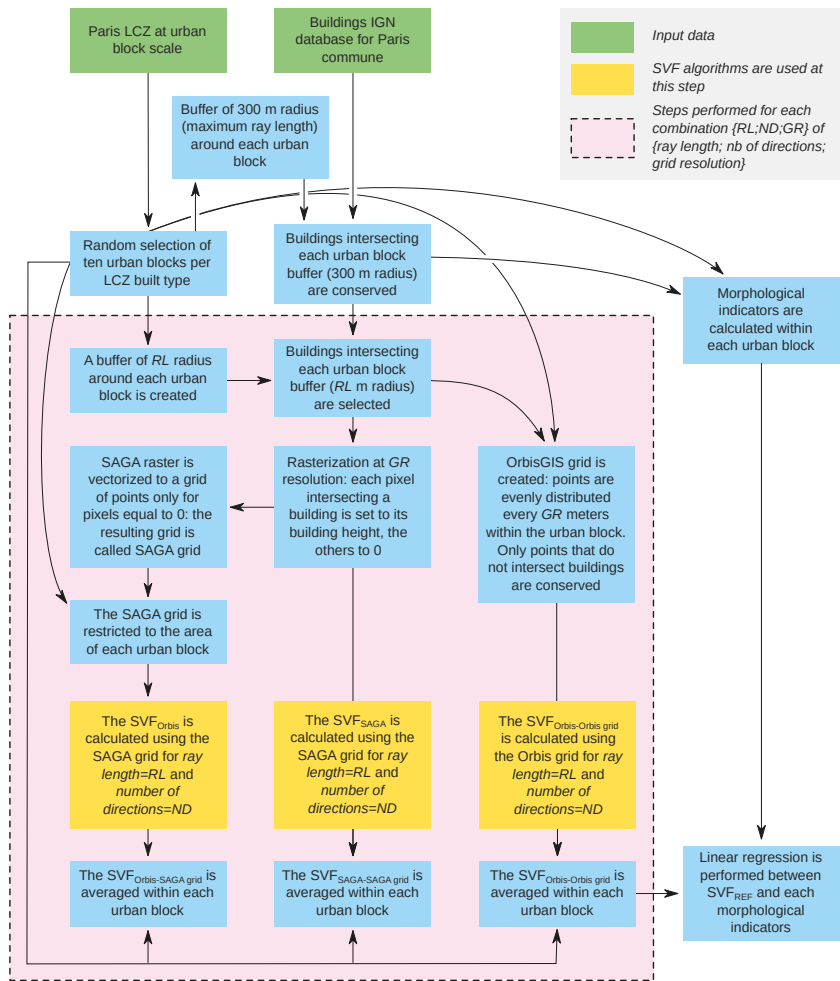 Paris LCZ at urban
block scale
Buildings IGN
database for Paris
commune
Input data
SVF algorithms are used at
this step
Steps performed for each
combination {RL;ND;GR} of
{ray length; nb of directions;
grid resolution}
Buffer of 300 m radius
(maximum ray length)
around each urban
block
Random selection of
ten urban blocks per
LCZ built type
Buildings intersecting
each urban block
buffer (300 m radius)
are conserved
Morphological
indicators are
calculated within
each urban block
A buffer of RL radius
around each urban
block is created
Buildings intersecting
each urban block
buffer (RL m radius)
are selected
SAGA raster is
vectorized to a grid
of points only for
pixels equal to 0: the
resulting grid is
called SAGA grid
Rasterization at GR
resolution: each pixel
intersecting a
building is set to its
building height, the
others to 0
OrbisGIS grid is
created: points are
evenly distributed
every GR meters
within the urban block.
Only points that do
not intersect buildings
are conserved
The SAGA grid is
restricted to the area
of each urban block
The SVFOrbis is
calculated using the
SAGA grid for ray
length=RL and
number of
directions=ND
The SVFSAGA is
calculated using the
SAGA grid for ray
length=RL and
number of
directions=ND
The SVFOrbis-Orbis grid
is calculated using
the Orbis grid for ray
length=RL and
number of
directions=ND
The SVFOrbis-SAGA grid is
averaged within each
urban block
The SVFSAGA-SAGA grid is
averaged within each
urban block
The SVFOrbis-Orbis grid is
averaged within each
urban block
Linear regression is
performed between
SVFREF and each
morphological
indicators